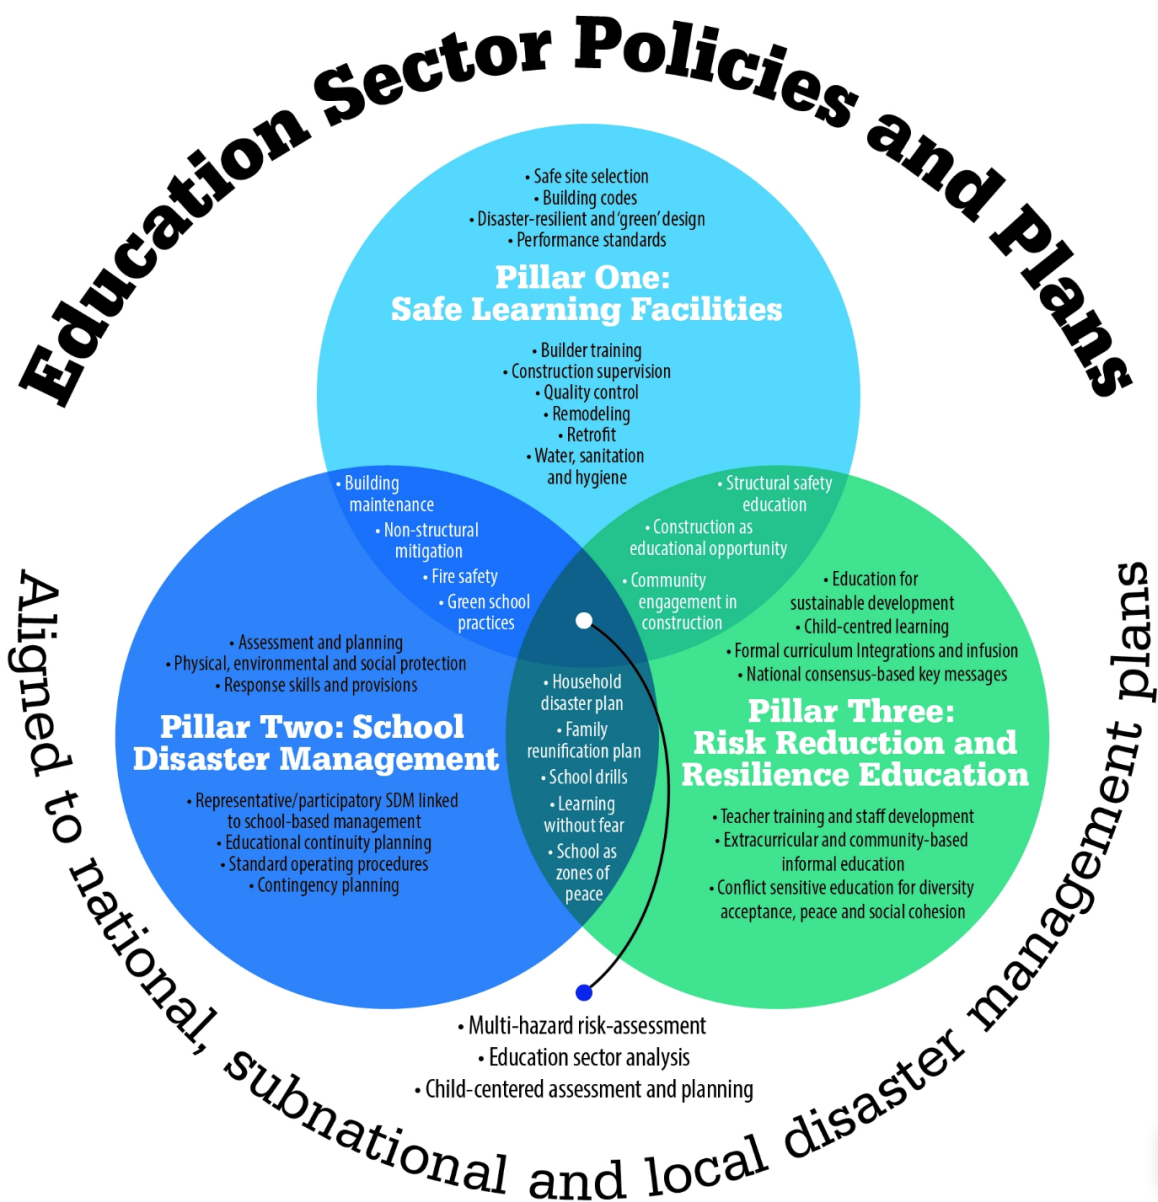 Education Sector Policies and Plans
• Safe site selection
• Building codes
• Disaster-resilient and ‘green’ design
• Performance standards
Pillar One:
Safe Learning Facilities
• Builder training
• Construction supervision
• Quality control
• Remodeling
• Retrofit
• Water, sanitation
and hygiene
• Building
maintenance
• Non-structural
mitigation
• Fire safety
• Green school
practices
• Structural safety
education
• Construction as
educational opportunity
• Community
engagement in
construction
• Assessment and planning
• Physical, environmental and social protection
• Response skills and provisions
Pillar Two: School
Disaster Management
• Representative/participatory SDM linked
to school-based management
• Educational continuity planning
• Standard operating procedures
• Contingency planning
• Household
disaster plan
• Family
reunification plan
• School drills
• Learning
without fear
• School as
zones of
peace
• Education for
sustainable development
• Child-centred learning
• Formal curriculum Integrations and infusion
• National consensus-based key messages
Pillar Three:
Risk Reduction and
Resilience Education
• Teacher training and staff development
• Extracurricular and community-based
informal education
• Conflict sensitive education for diversity
acceptance, peace and social cohesion
• Multi-hazard risk-assessment
• Education sector analysis
• Child-centered assessment and planning
Aligned to national, subnational and local disaster management plans